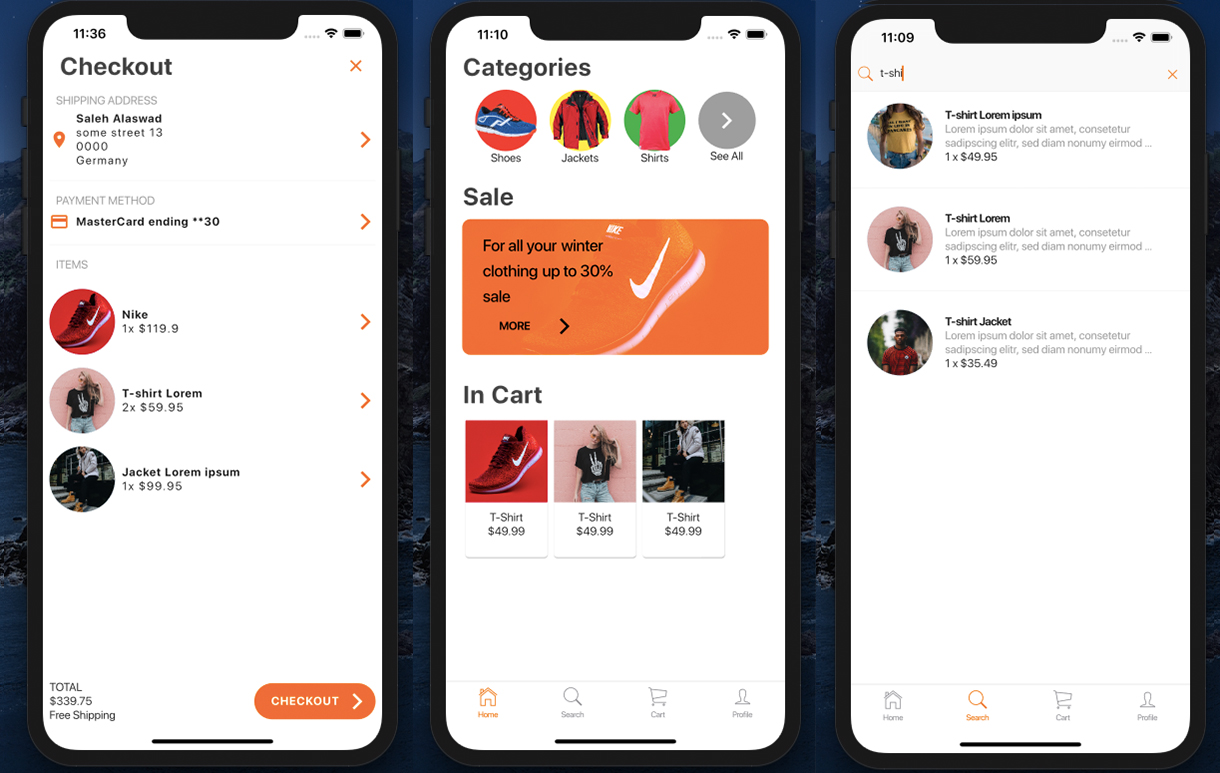 11:36
Checkout
SHIPPING ADDRESS
Saleh Alaswad
some street 13
0000
Germany
PAYMENT METHOD
MasterCard ending **30
ITEMS
Nike
1x $119.9
T-shirt Lorem
2x $59.95
Jacket Lorem ipsum
1x $99.95
TOTAL
$339.75
Free Shipping
CHECKOUT
11:10
Categories
Shoes
Jackets
Shirts
See All
Sale
For all your winter
clothing up to 30%
sale
MORE
NIKE
In Cart
T-Shirt
$49.99
T-Shirt
$49.99
T-Shirt
$49.99
Home
Search
Cart
Profile
11:09
t-shi
T-shirt Lorem ipsum
Lorem ipsum dolor sit amet, consetetur
sadipscing elitr, sed diam nonumy eirmod ...
1 x $49.95
T-shirt Lorem
Lorem ipsum dolor sit amet, consetetur
sadipscing elitr, sed diam nonumy eirmod ...
1 x $59.95
T-shirt Jacket
Lorem ipsum dolor sit amet, consetetur
sadipscing elitr, sed diam nonumy eirmod ...
1 x $35.49
Home
Search
Cart
Profile